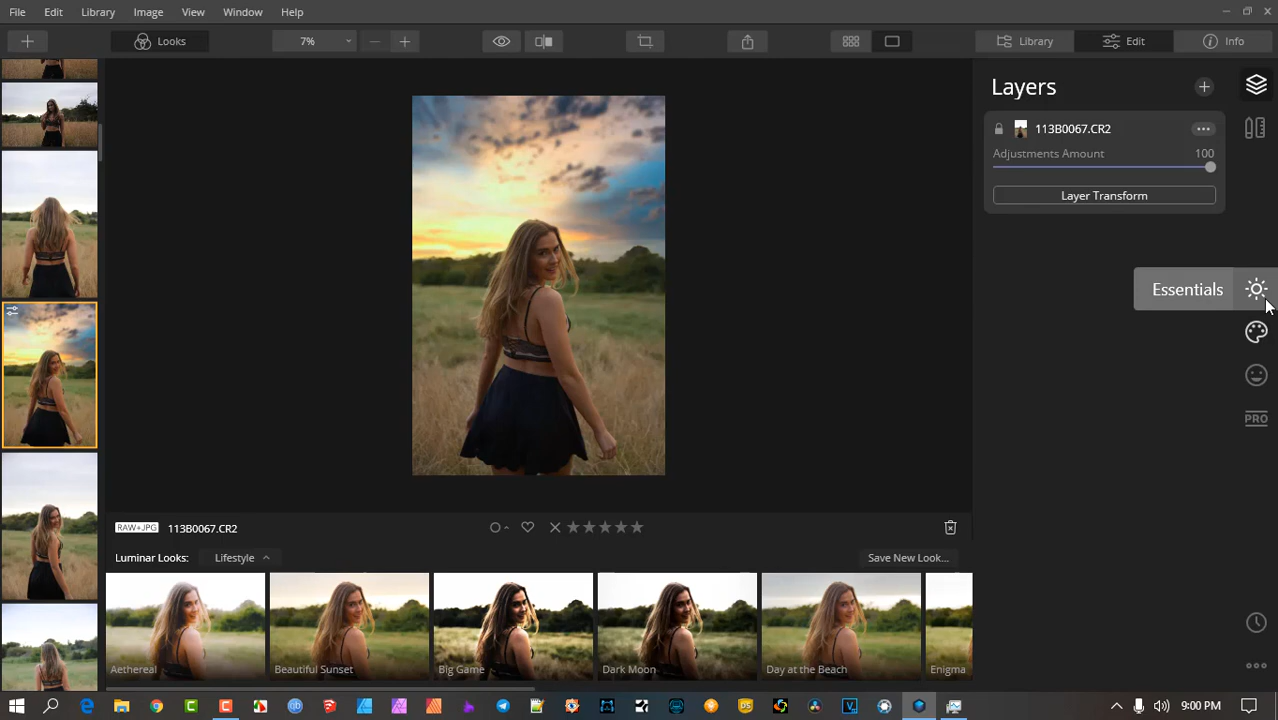 File Edit Library Image View Window Help
Looks 7% Library Edit Info
Layers
113B0067.CR2
Adjustments Amount 100
Layer Transform
Essentials
PRO
RAW+JPG 113B0067.CR2
Luminar Looks: Lifestyle Save New Look...
Aethereal Beautiful Sunset Big Game Dark Moon Day at the Beach Enigma
9:00 PM